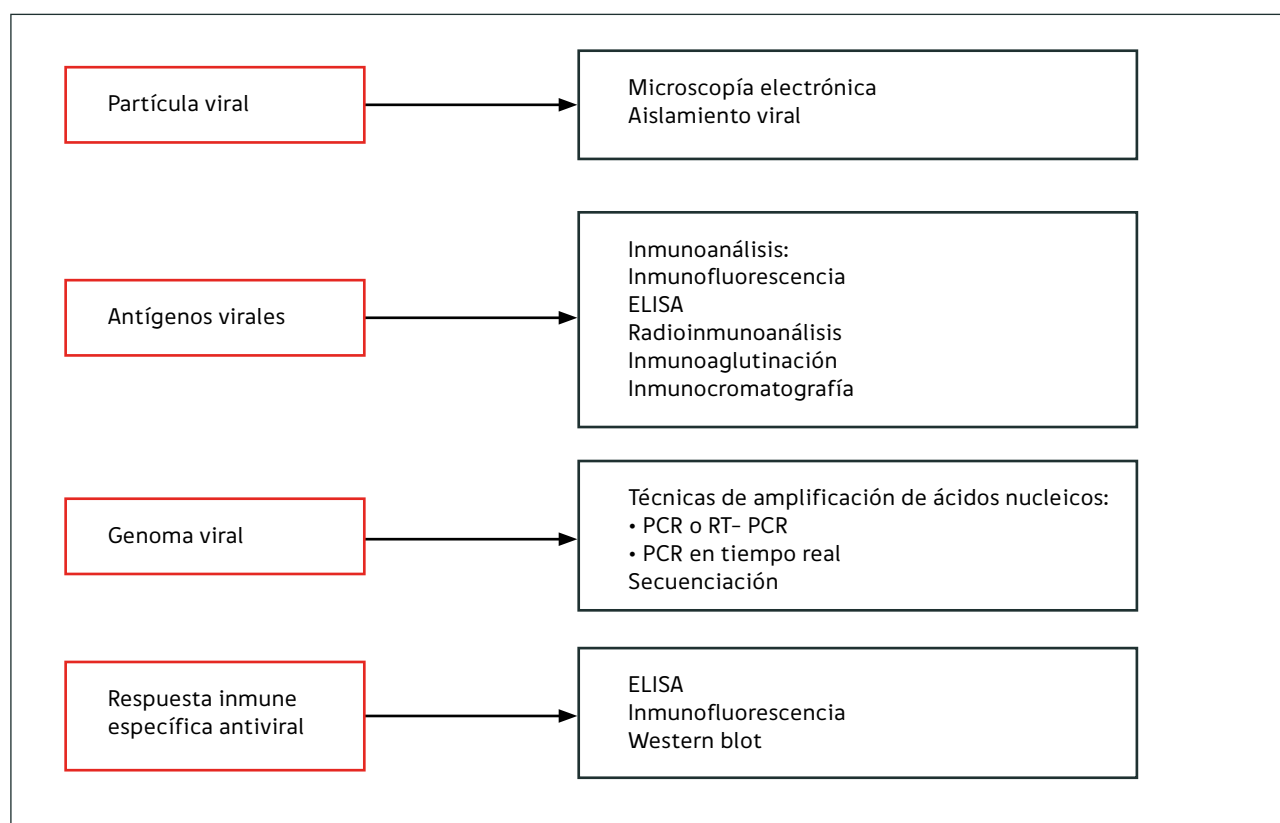 Partícula viral
Microscopía electrónica
Aislamiento viral
Antígenos virales
Inmunoanálisis:
Inmunofluorescencia
ELISA
Radioinmunoanálisis
Inmunoaglutinación
Inmunocromatografía
Genoma viral
Técnicas de amplificación de ácidos nucleicos:
• PCR o RT- PCR
• PCR en tiempo real
Secuenciación
Respuesta inmune
específica antiviral
ELISA
Inmunofluorescencia
Western blot